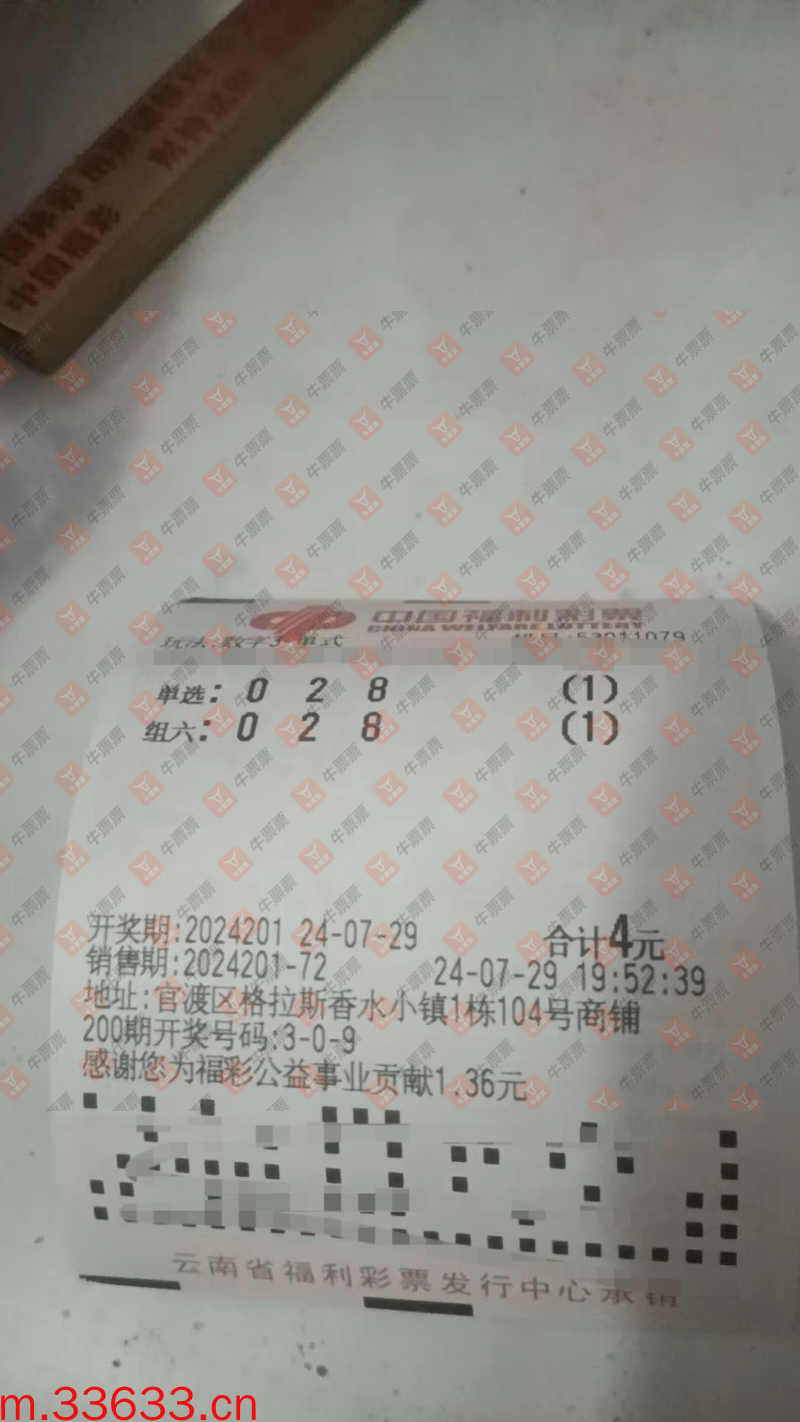 中国福利彩票
CHINA WELFARE LOTTERY
玩法:数字3 单式 53011079
单选: 0 2 8 (1)
组六: 0 2 8 (1)
开奖期:2024201 24-07-29 合计4元
销售期:2024201-72 24-07-29 19:52:39
地址:官渡区格拉斯香水小镇1栋104号商铺
200期开奖号码:3-0-9
感谢您为福彩公益事业贡献1.36元
云南省福利彩票发行中心承销
牛票票
m.33633.cn